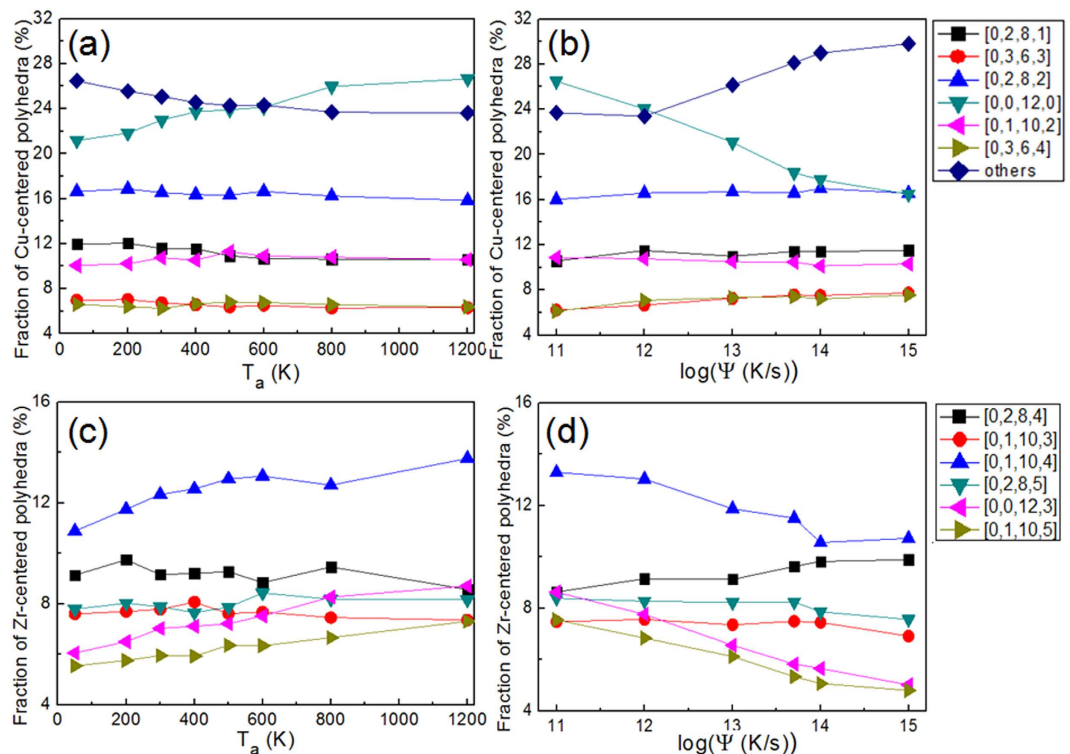 (a)
Fraction of Cu-centered polyhedra (%)
32
28
24
20
16
12
8
4
0 200 400 600 800 1000 1200
T_a (K)
(b)
Fraction of Cu-centered polyhedra (%)
32
28
24
20
16
12
8
4
11 12 13 14 15
log(Ψ (K/s))
[0,2,8,1]
[0,3,6,3]
[0,2,8,2]
[0,0,12,0]
[0,1,10,2]
[0,3,6,4]
others
(c)
Fraction of Zr-centered polyhedra (%)
16
12
8
4
0 200 400 600 800 1000 1200
T_a (K)
(d)
Fraction of Zr-centered polyhedra (%)
16
12
8
4
11 12 13 14 15
log(Ψ (K/s))
[0,2,8,4]
[0,1,10,3]
[0,1,10,4]
[0,2,8,5]
[0,0,12,3]
[0,1,10,5]